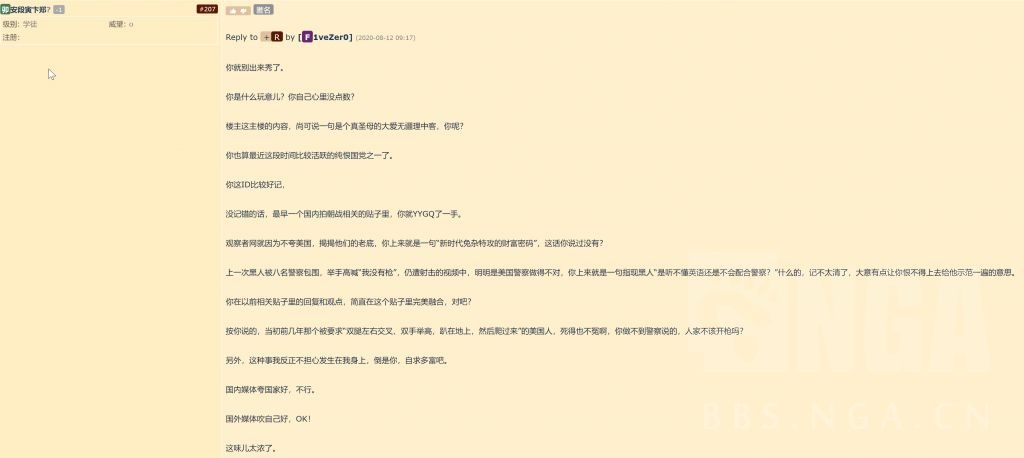 卯安段寅卞郑? -1 #207
级别: 学徒 威望: 0
注册:
匿名
Reply to +R by [F1veZer0] (2020-08-12 09:17)
你就别出来秀了。
你是什么玩意儿？你自己心里没点数？
楼主这主楼的内容，尚可说一句是个真圣母的大爱无疆理中客，你呢？
你也算最近这段时间比较活跃的纯恨国党之一了。
你这ID比较好记，
没记错的话，最早一个国内拍朝战相关的贴子里，你就YYGQ了一手。
观察者网就因为不夸美国，揭揭他们的老底，你上来就是一句“新时代兔杂特攻的财富密码”，这话你说过没有？
上一次黑人被八名警察包围，举手高喊“我没有枪”，仍遭射击的视频中，明明是美国警察做得不对，你上来就是一句指现黑人“是听不懂英语还是不会配合警察？”什么的，记不太清了，大意有点让你恨不得上去给他示范一遍的意思。
你在以前相关贴子里的回复和观点，简直在这个贴子里完美融合，对吧？
按你说的，当初前几年那个被要求“双腿左右交叉，双手举高，趴在地上，然后爬过来”的美国人，死得也不冤啊，你做不到警察说的，人家不该开枪吗？
另外，这种事我反正不担心发生在我身上，倒是你，自求多富吧。
国内媒体夸国家好，不行。
国外媒体吹自己好，OK！
这味儿太浓了。
NGA
BBS.NGA.CN